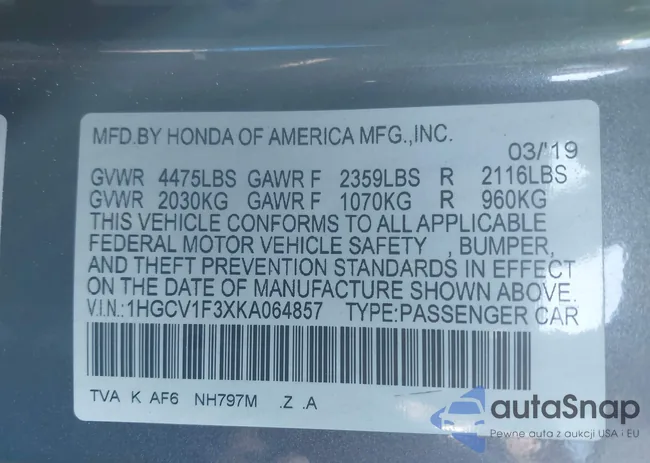 MFD.BY HONDA OF AMERICA MFG.,INC.
03/'19
GVWR 4475LBS GAWR F 2359LBS R 2116LBS
GVWR 2030KG GAWR F 1070KG R 960KG
THIS VEHICLE CONFORMS TO ALL APPLICABLE
FEDERAL MOTOR VEHICLE SAFETY , BUMPER,
AND THEFT PREVENTION STANDARDS IN EFFECT
ON THE DATE OF MANUFACTURE SHOWN ABOVE.
V.I.N.:1HGCV1F3XKA064857 TYPE:PASSENGER CAR
TVA K AF6 NH797M .Z .A
autaSnap
Pewne auta z aukcji USA i EU